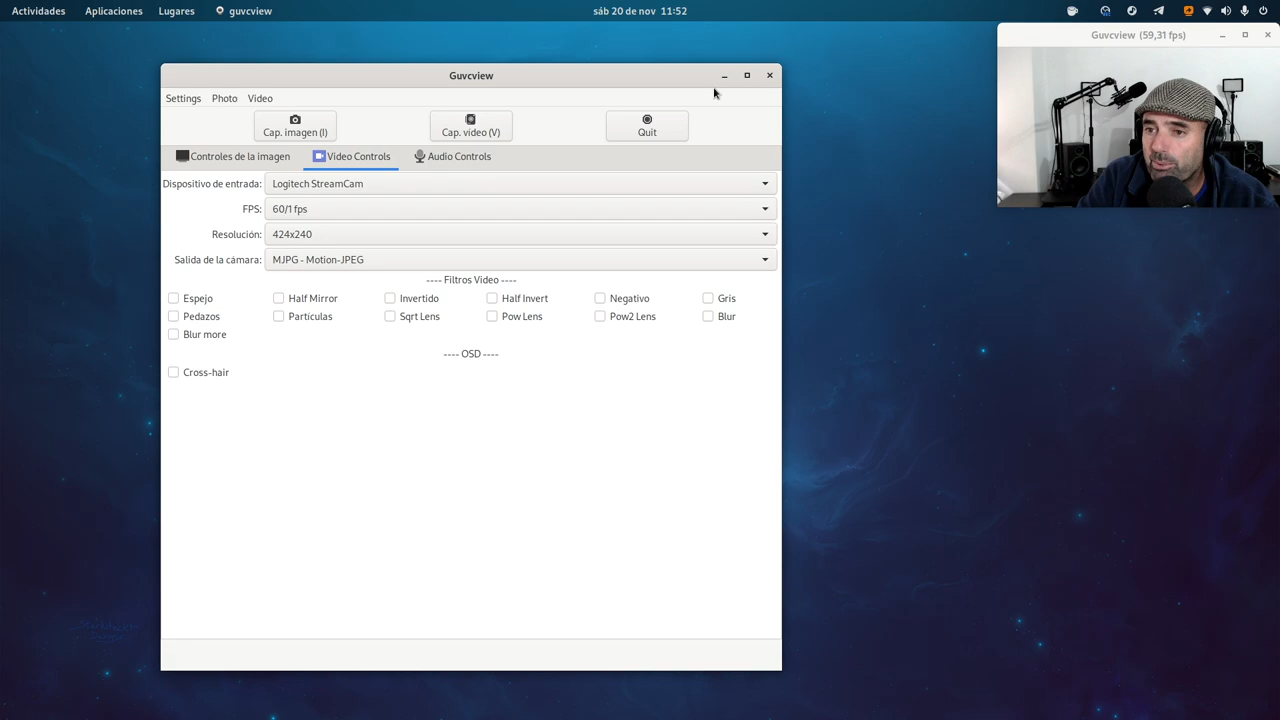 Actividades Aplicaciones Lugares guvcview sáb 20 de nov 11:52
Guvcview (59,31 fps)
Guvcview
Settings Photo Video
Cap. imagen (I) Cap. vídeo (V) Quit
Controles de la imagen Video Controls Audio Controls
Dispositivo de entrada: Logitech StreamCam
FPS: 60/1 fps
Resolución: 424x240
Salida de la cámara: MJPG - Motion-JPEG
---- Filtros Video ----
Espejo Half Mirror Invertido Half Invert Negativo Gris
Pedazos Partículas Sqrt Lens Pow Lens Pow2 Lens Blur
Blur more
---- OSD ----
Cross-hair